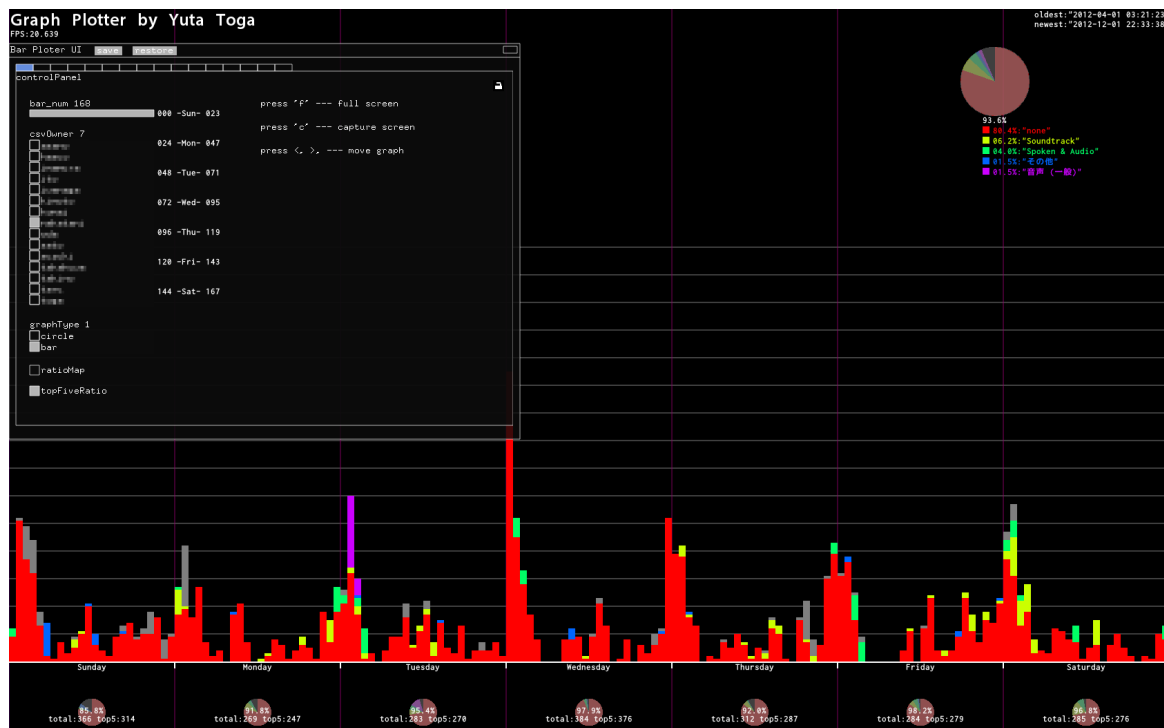 Graph Plotter by Yuta Toga
FPS:20.639
oldest:"2012-04-01 03:21:23
newest:"2012-12-01 22:33:38
Bar Ploter UI save restore
controlPanel
bar_num 168
000 -Sun- 023
024 -Mon- 047
048 -Tue- 071
072 -Wed- 095
096 -Thu- 119
120 -Fri- 143
144 -Sat- 167
press 'f' --- full screen
press 'c' --- capture screen
press <, >, --- move graph
csvOwner 7
graphType 1
circle
bar
ratioMap
topFiveRatio
93.6%
80.4%:"none"
06.2%:"Soundtrack"
04.0%:"Spoken & Audio"
01.5%:"その他"
01.5%:"音声 (一般)"
Sunday Monday Tuesday Wednesday Thursday Friday Saturday
85.8% 91.8% 95.4% 97.9% 92.0% 98.2% 96.8%
total:366 top5:314 total:269 top5:247 total:283 top5:270 total:384 top5:376 total:312 top5:287 total:284 top5:279 total:285 top5:276